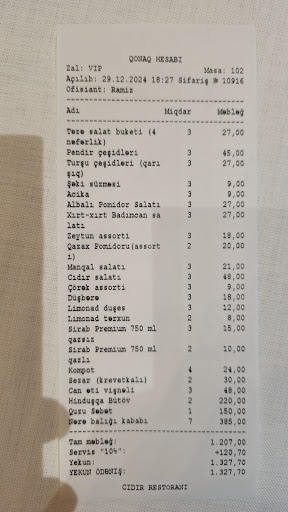 QONAQ HESABI
Zal: VIP Masa: 102
Açılıb: 29.12.2024 18:27 Sifariş № 10916
Ofisiant: Ramiz
Adı Miqdar Məbləğ
Təzə salat buketi (4 3 27,00
nəfərlik)
Pendir çeşidləri 3 45,00
Turşu çeşidləri (qarı 3 27,00
şıq)
Şəki süzməsi 3 9,00
Acika 3 9,00
Albalı Pomidor Salatı 3 27,00
Xırt-xırt Badımcan sa 3 27,00
latı
Zeytun assorti 3 18,00
Qazax Pomidoru(assort 2 20,00
i)
Manqal salatı 3 21,00
Cıdır salatı 3 48,00
Çörək assorti 3 9,00
Düşbərə 3 18,00
Limonad duşes 3 12,00
Limonad tərxun 2 8,00
Sirab Premium 750 ml 3 15,00
qazsız
Sirab Premium 750 ml 2 10,00
qazlı
Kompot 4 24,00
Sezar (krevetkalı) 2 30,00
Can əti vişnəli 3 48,00
Hinduşqa Bütöv 2 220,00
Quzu Səbət 1 150,00
Nərə balığı kababı 7 385,00
Tam məbləğ: 1.207,00
Servis "10%": +120,70
Yekun: 1.327,70
YEKUN ÖDƏNİŞ: 1.327,70
CIDIR RESTORANI